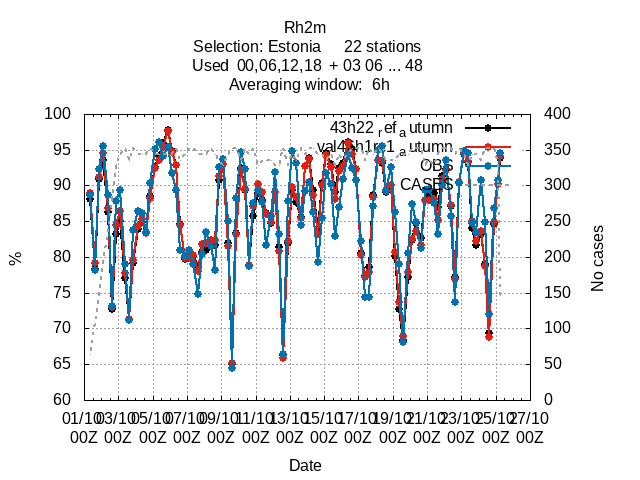 Rh2m
Selection: Estonia     22 stations
Used  00,06,12,18  + 03 06 ... 48
Averaging window:  6h
100 400
95 350
90 300
85 250
80 200
75 150
70 100
65 50
60 0
%
No cases
43h22_ref_autumn
OBS
CASES
01/10 03/10 05/10 07/10 09/10 11/10 13/10 15/10 17/10 19/10 21/10 23/10 25/10 27/10
00Z 00Z 00Z 00Z 00Z 00Z 00Z 00Z 00Z 00Z 00Z 00Z 00Z 00Z
Date